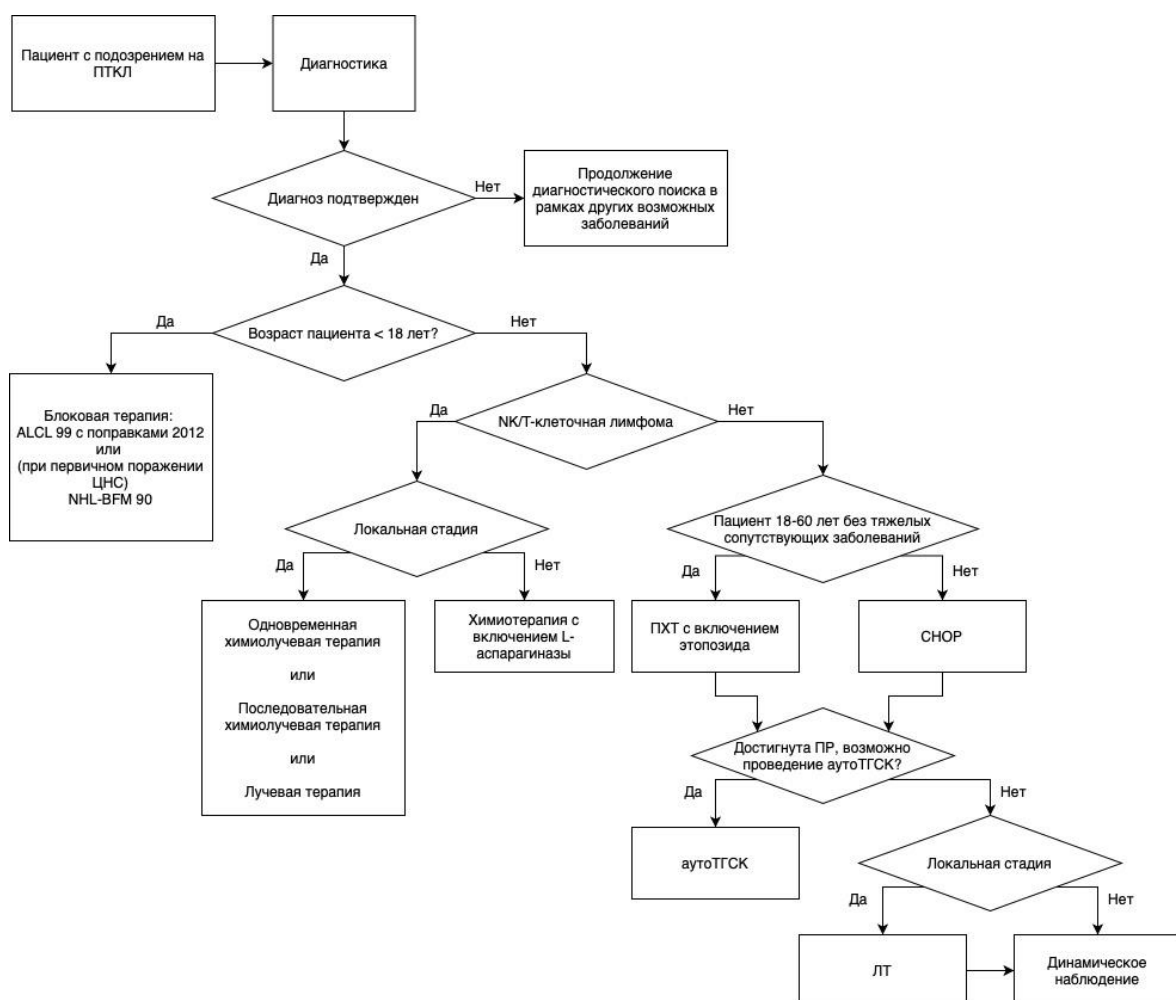 Пациент с подозрением на
ПТКЛ
Диагностика
Диагноз подтвержден
Нет
Продолжение
диагностического поиска в
рамках других возможных
заболеваний
Да
Возраст пациента < 18 лет?
Да
Нет
Блоковая терапия:
ALCL 99 с поправками 2012
или
(при первичном поражении
ЦНС)
NHL-BFM 90
NK/T-клеточная лимфома
Да
Нет
Локальная стадия
Да
Нет
Одновременная
химиолучевая терапия
или
Последовательная
химиолучевая терапия
или
Лучевая терапия
Химиотерапия с
включением L-
аспарагиназы
Пациент 18-60 лет без тяжелых
сопутствующих заболеваний
Да
Нет
ПХТ с включением
этопозида
CHOP
Достигнута ПР, возможно
проведение аутоТГСК?
Да
Нет
аутоТГСК
Локальная стадия
Да
Нет
ЛТ
Динамическое
наблюдение